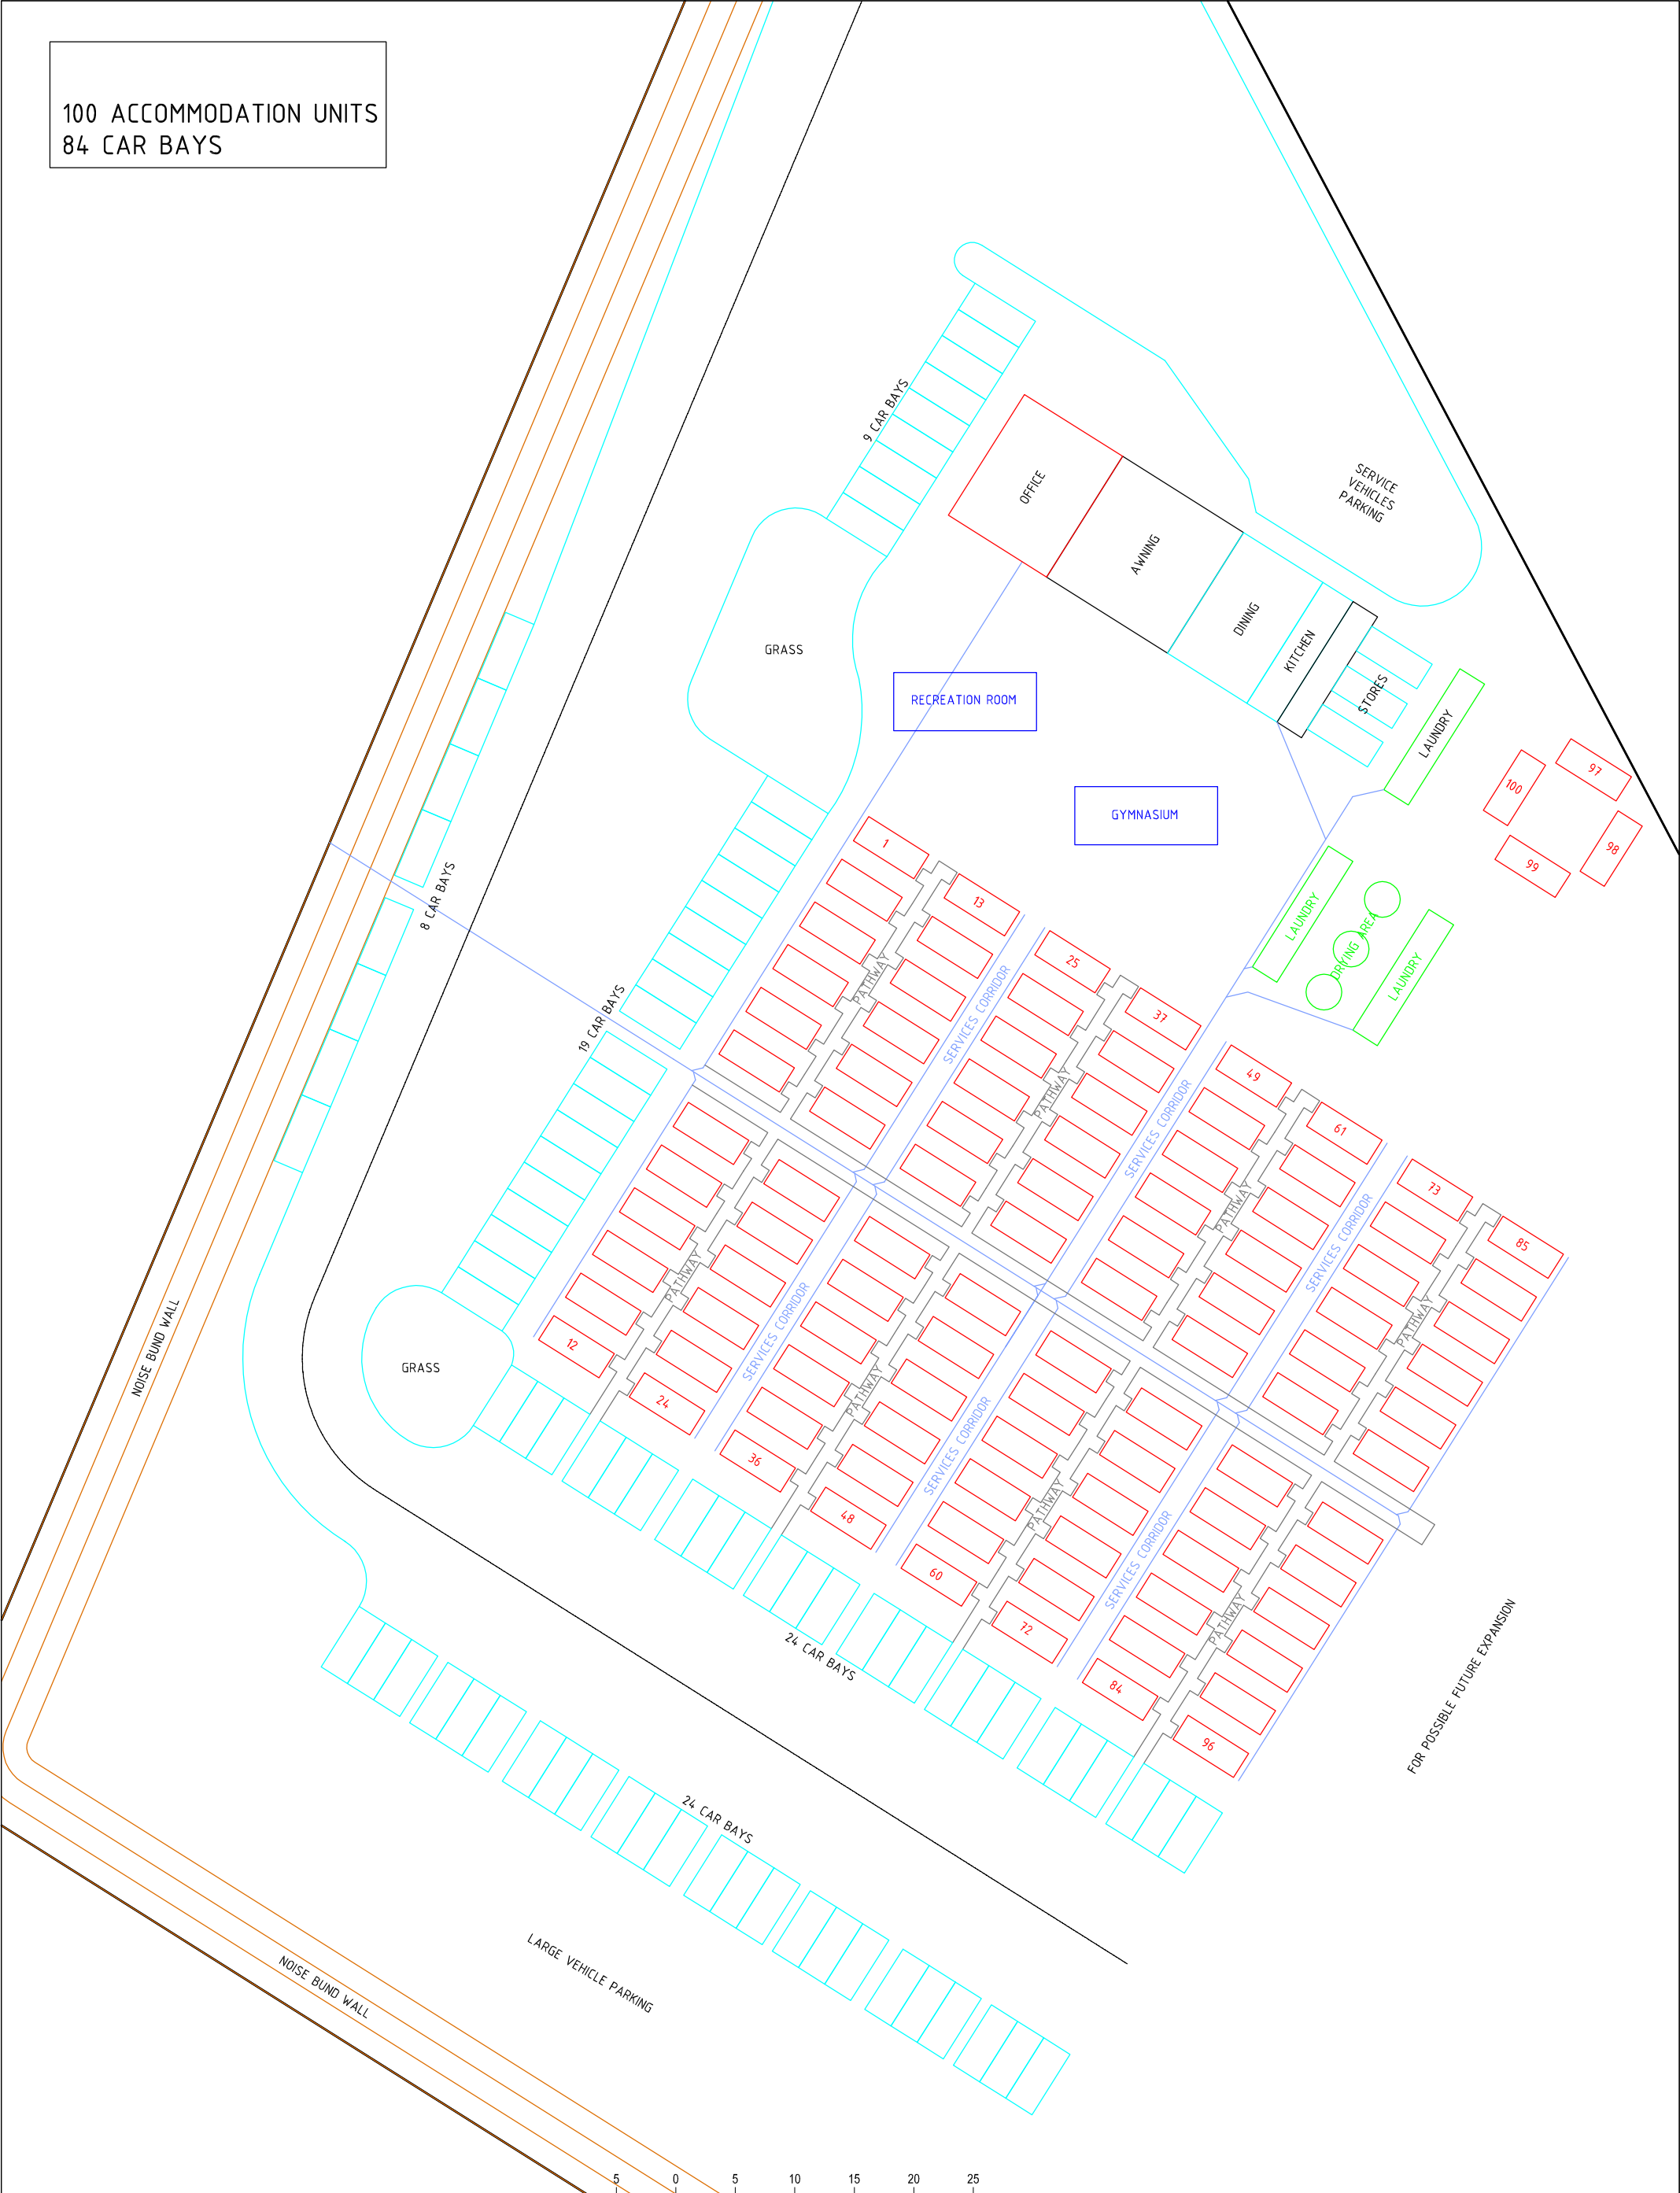 100 ACCOMMODATION UNITS
84 CAR BAYS
9 CAR BAYS
OFFICE
AWNING
DINING
KITCHEN
STORES
SERVICE
VEHICLES
PARKING
GRASS
RECREATION ROOM
GYMNASIUM
LAUNDRY
97
100
98
99
LAUNDRY
DRYING AREA
LAUNDRY
8 CAR BAYS
19 CAR BAYS
1
13
25
37
49
61
73
85
PATHWAY
SERVICES CORRIDOR
PATHWAY
SERVICES CORRIDOR
PATHWAY
SERVICES CORRIDOR
PATHWAY
PATHWAY
SERVICES CORRIDOR
PATHWAY
SERVICES CORRIDOR
PATHWAY
SERVICES CORRIDOR
PATHWAY
12
24
36
48
60
72
84
96
NOISE BUND WALL
GRASS
24 CAR BAYS
24 CAR BAYS
FOR POSSIBLE FUTURE EXPANSION
LARGE VEHICLE PARKING
NOISE BUND WALL
5 0 5 10 15 20 25